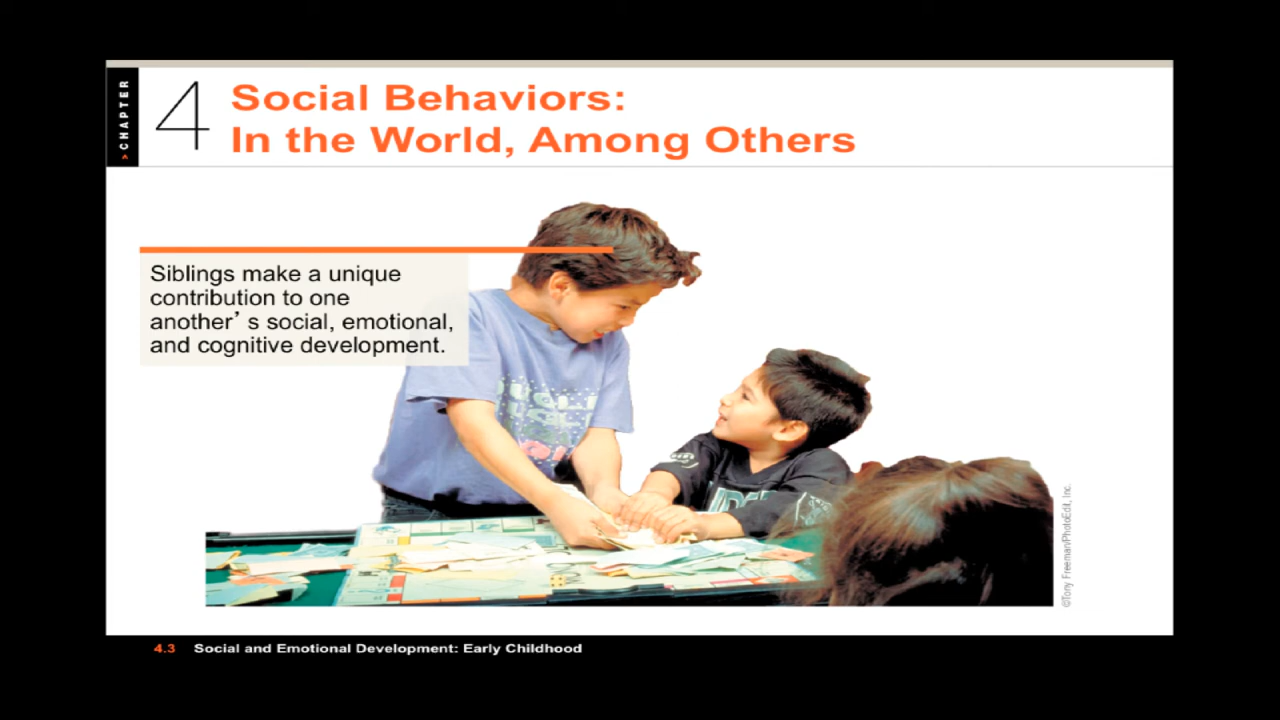 > CHAPTER
4
Social Behaviors:
In the World, Among Others
Siblings make a unique
contribution to one
another’ s social, emotional,
and cognitive development.
©Tony Freeman/PhotoEdit, Inc.
4.3 Social and Emotional Development: Early Childhood